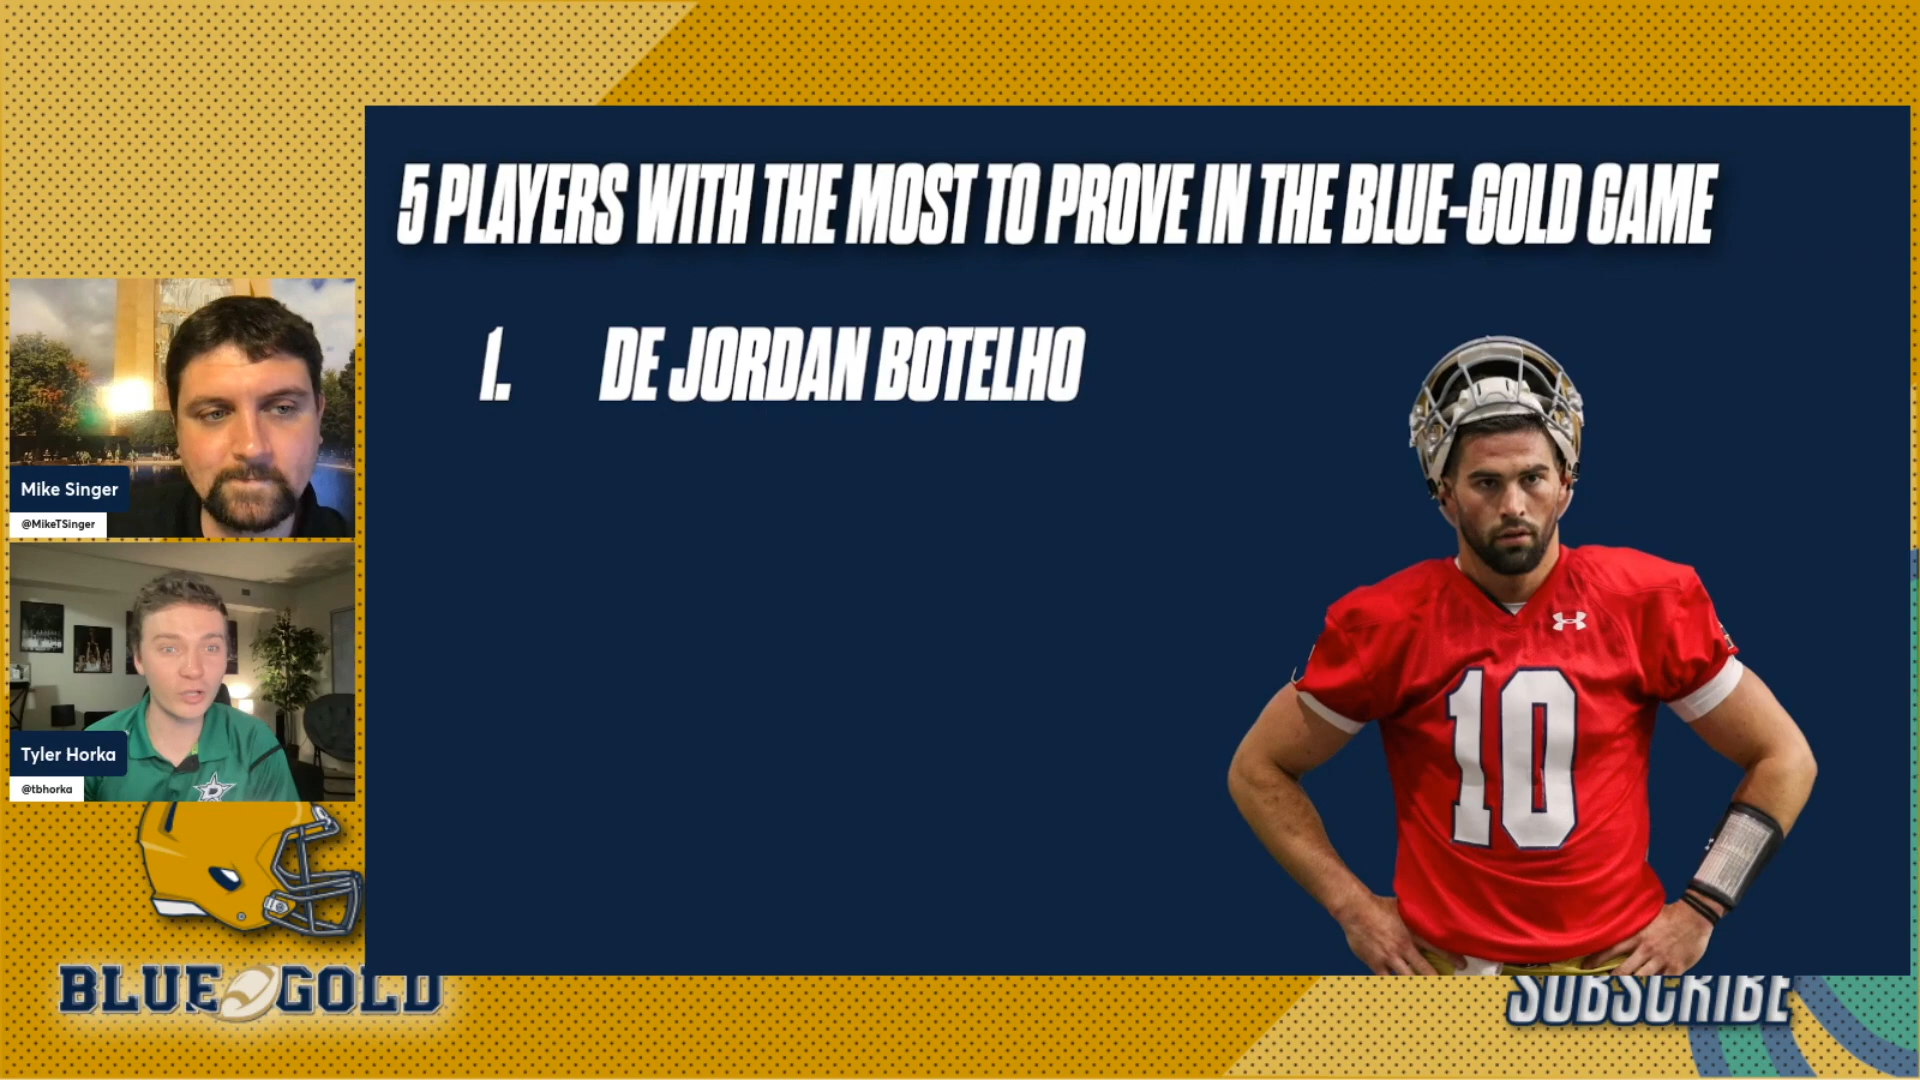 5 PLAYERS WITH THE MOST TO PROVE IN THE BLUE-GOLD GAME
1. DE JORDAN BOTELHO
Mike Singer
@MikeTSinger
Tyler Horka
@tbhorka
10
BLUE GOLD
SUBSCRIBE